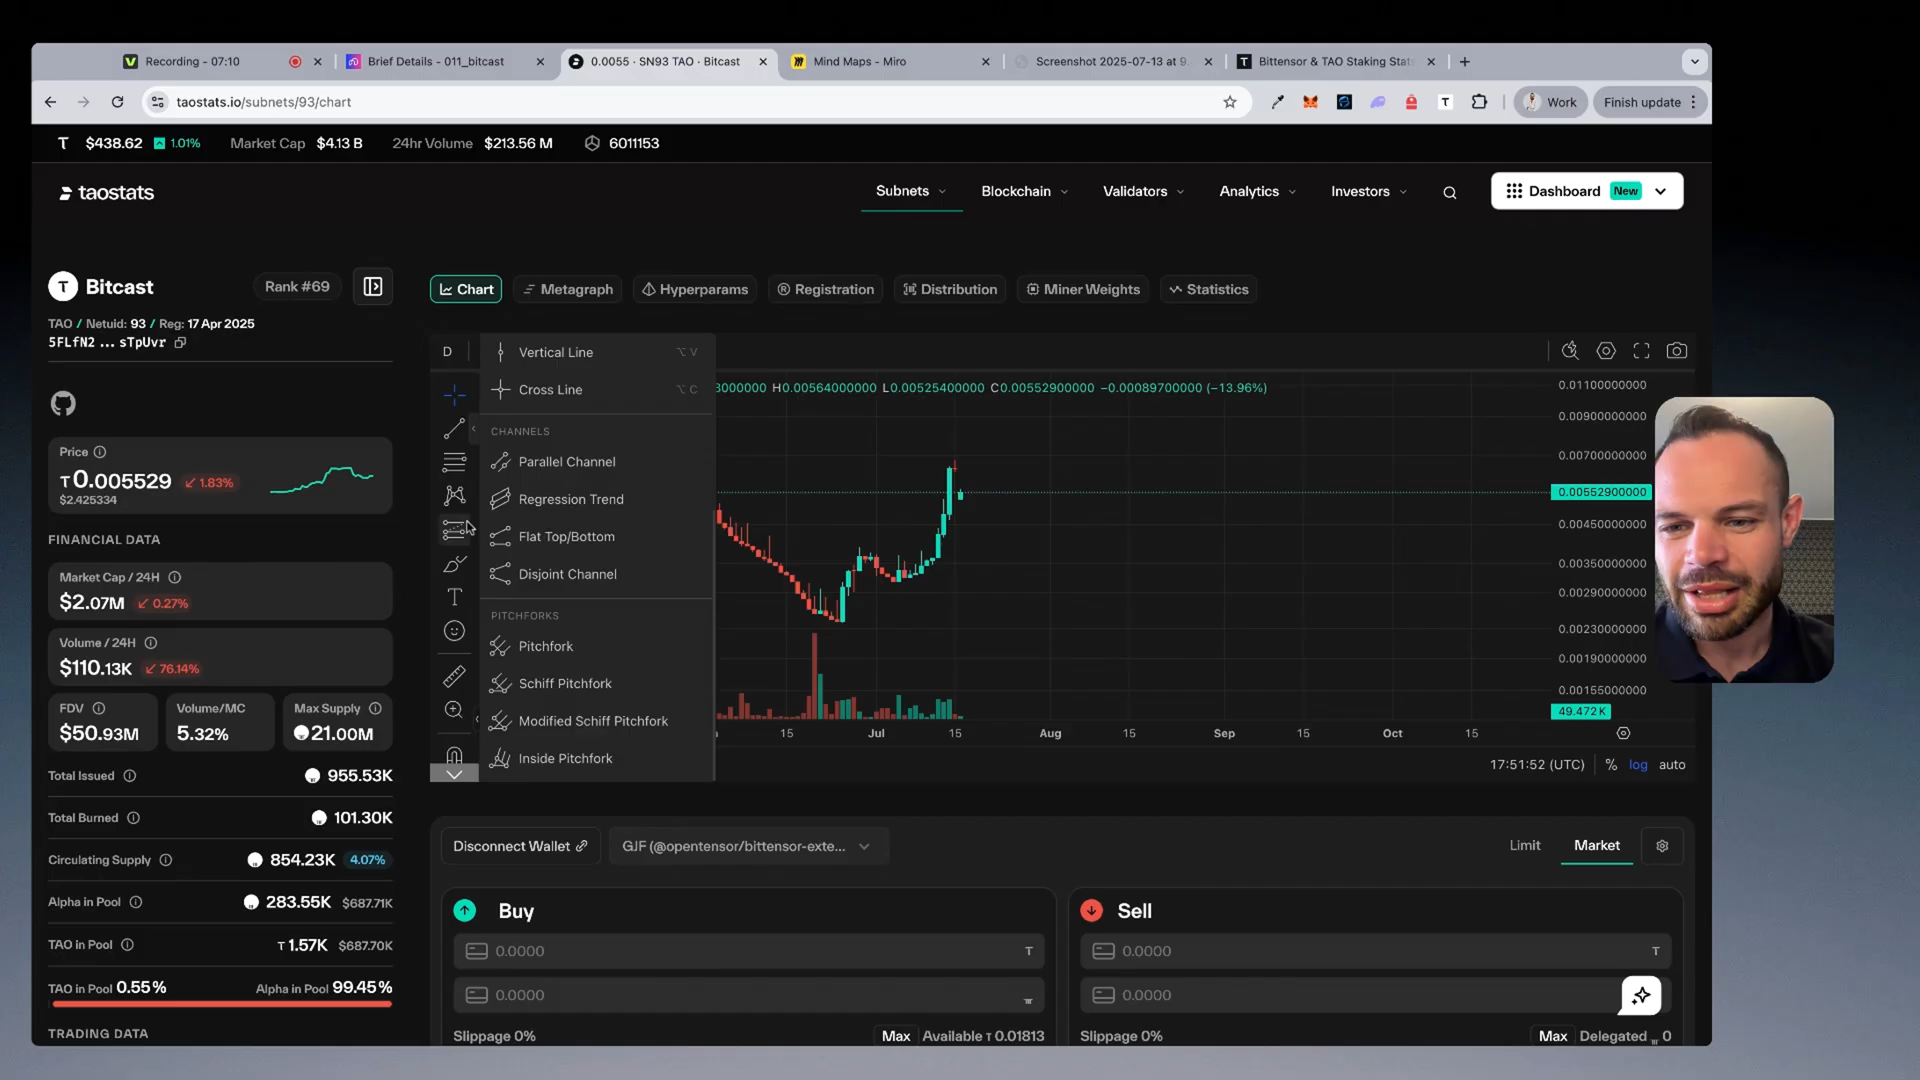 Recording - 07:10
Brief Details - 011_bitcast
0.0055 · SN93 TAO · Bitcast
Mind Maps - Miro
Screenshot 2025-07-13 at 9.
Bittensor & TAO Staking Stats
taostats.io/subnets/93/chart
Work
Finish update
T $438.62 1.01% Market Cap $4.13 B 24hr Volume $213.56 M 6011153
taostats
Subnets Blockchain Validators Analytics Investors
Dashboard New
T Bitcast Rank #69
TAO / Netuid: 93 / Reg: 17 Apr 2025
5FLfN2 ... sTpUvr
Price
T0.005529 1.83%
$2.425334
FINANCIAL DATA
Market Cap / 24H
$2.07M 0.27%
Volume / 24H
$110.13K 76.14%
FDV
$50.93M
Volume/MC
5.32%
Max Supply
21.00M
Total Issued 955.53K
Total Burned 101.30K
Circulating Supply 854.23K 4.07%
Alpha in Pool 283.55K $687.71K
TAO in Pool T 1.57K $687.70K
TAO in Pool 0.55% Alpha in Pool 99.45%
TRADING DATA
Chart Metagraph Hyperparams Registration Distribution Miner Weights Statistics
D
Vertical Line ⌥ V
Cross Line ⌥ C
CHANNELS
Parallel Channel
Regression Trend
Flat Top/Bottom
Disjoint Channel
PITCHFORKS
Pitchfork
Schiff Pitchfork
Modified Schiff Pitchfork
Inside Pitchfork
3000000 H0.00564000000 L0.00525400000 C0.00552900000 −0.00089700000 (−13.96%)
0.01100000000
0.00900000000
0.00700000000
0.00552900000
0.00450000000
0.00350000000
0.00290000000
0.00230000000
0.00190000000
0.00155000000
49.472K
15 Jul 15 Aug 15 Sep 15 Oct 15
17:51:52 (UTC) % log auto
Disconnect Wallet
GJF (@opentensor/bittensor-exte...
Limit Market
Buy
0.0000 T
0.0000
Slippage 0% Max Available T 0.01813
Sell
0.0000 T
0.0000
Slippage 0% Max Delegated 0